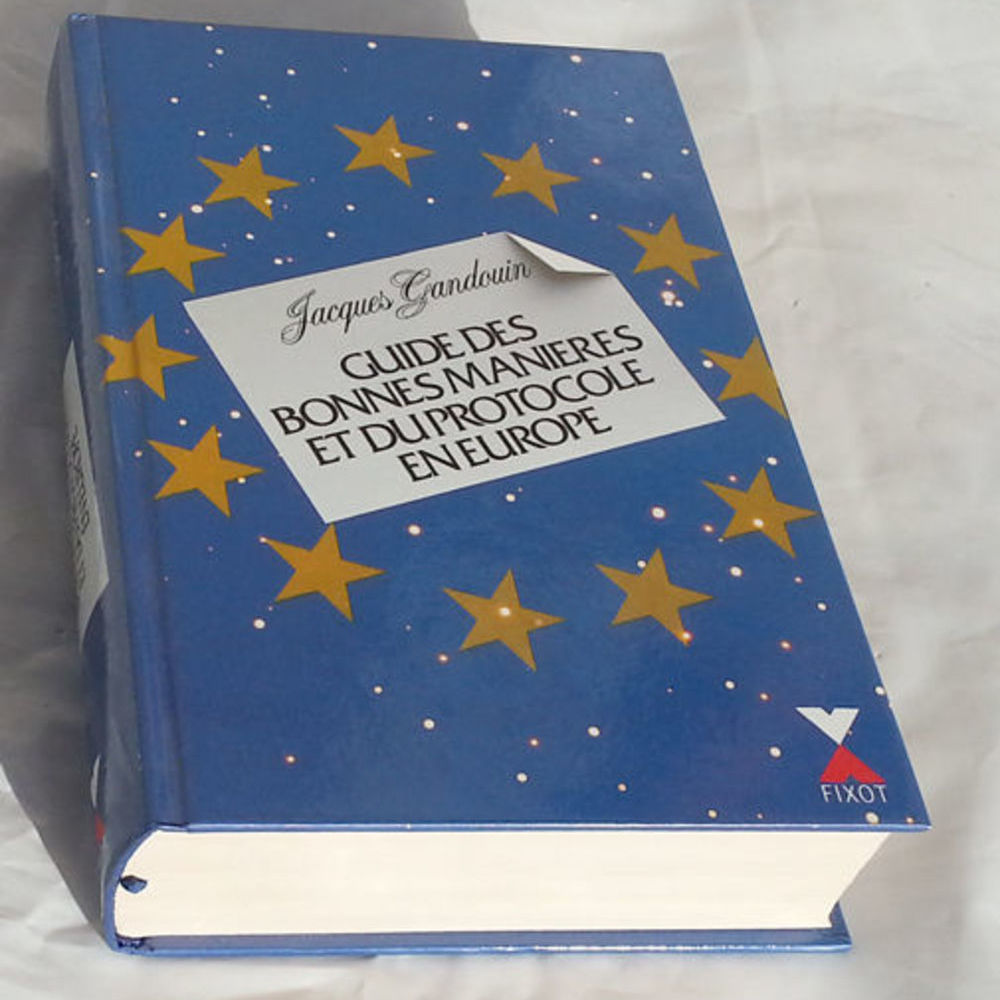 Jacques Gandouin
GUIDE DES
BONNES MANIERES
ET DU PROTOCOLE
EN EUROPE
FIXOT